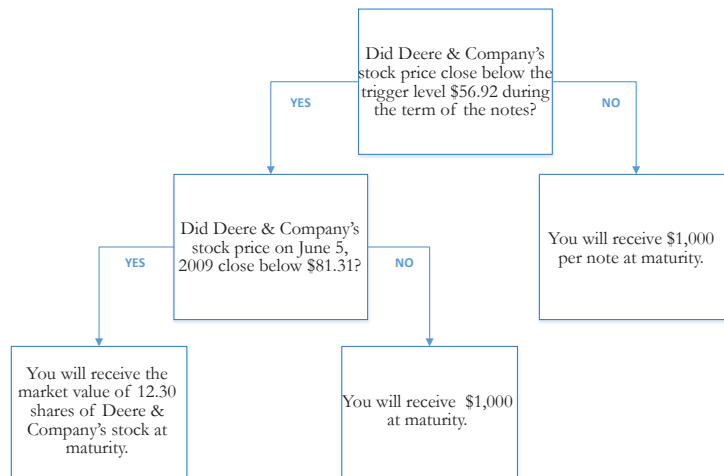 Did Deere & Company's
stock price close below the
trigger level $56.92 during
the term of the notes?
YES
NO
Did Deere & Company's
stock price on June 5,
2009 close below $81.31?
You will receive $1,000
per note at maturity.
YES
NO
You will receive the
market value of 12.30
shares of Deere &
Company's stock at
maturity.
You will receive $1,000
at maturity.